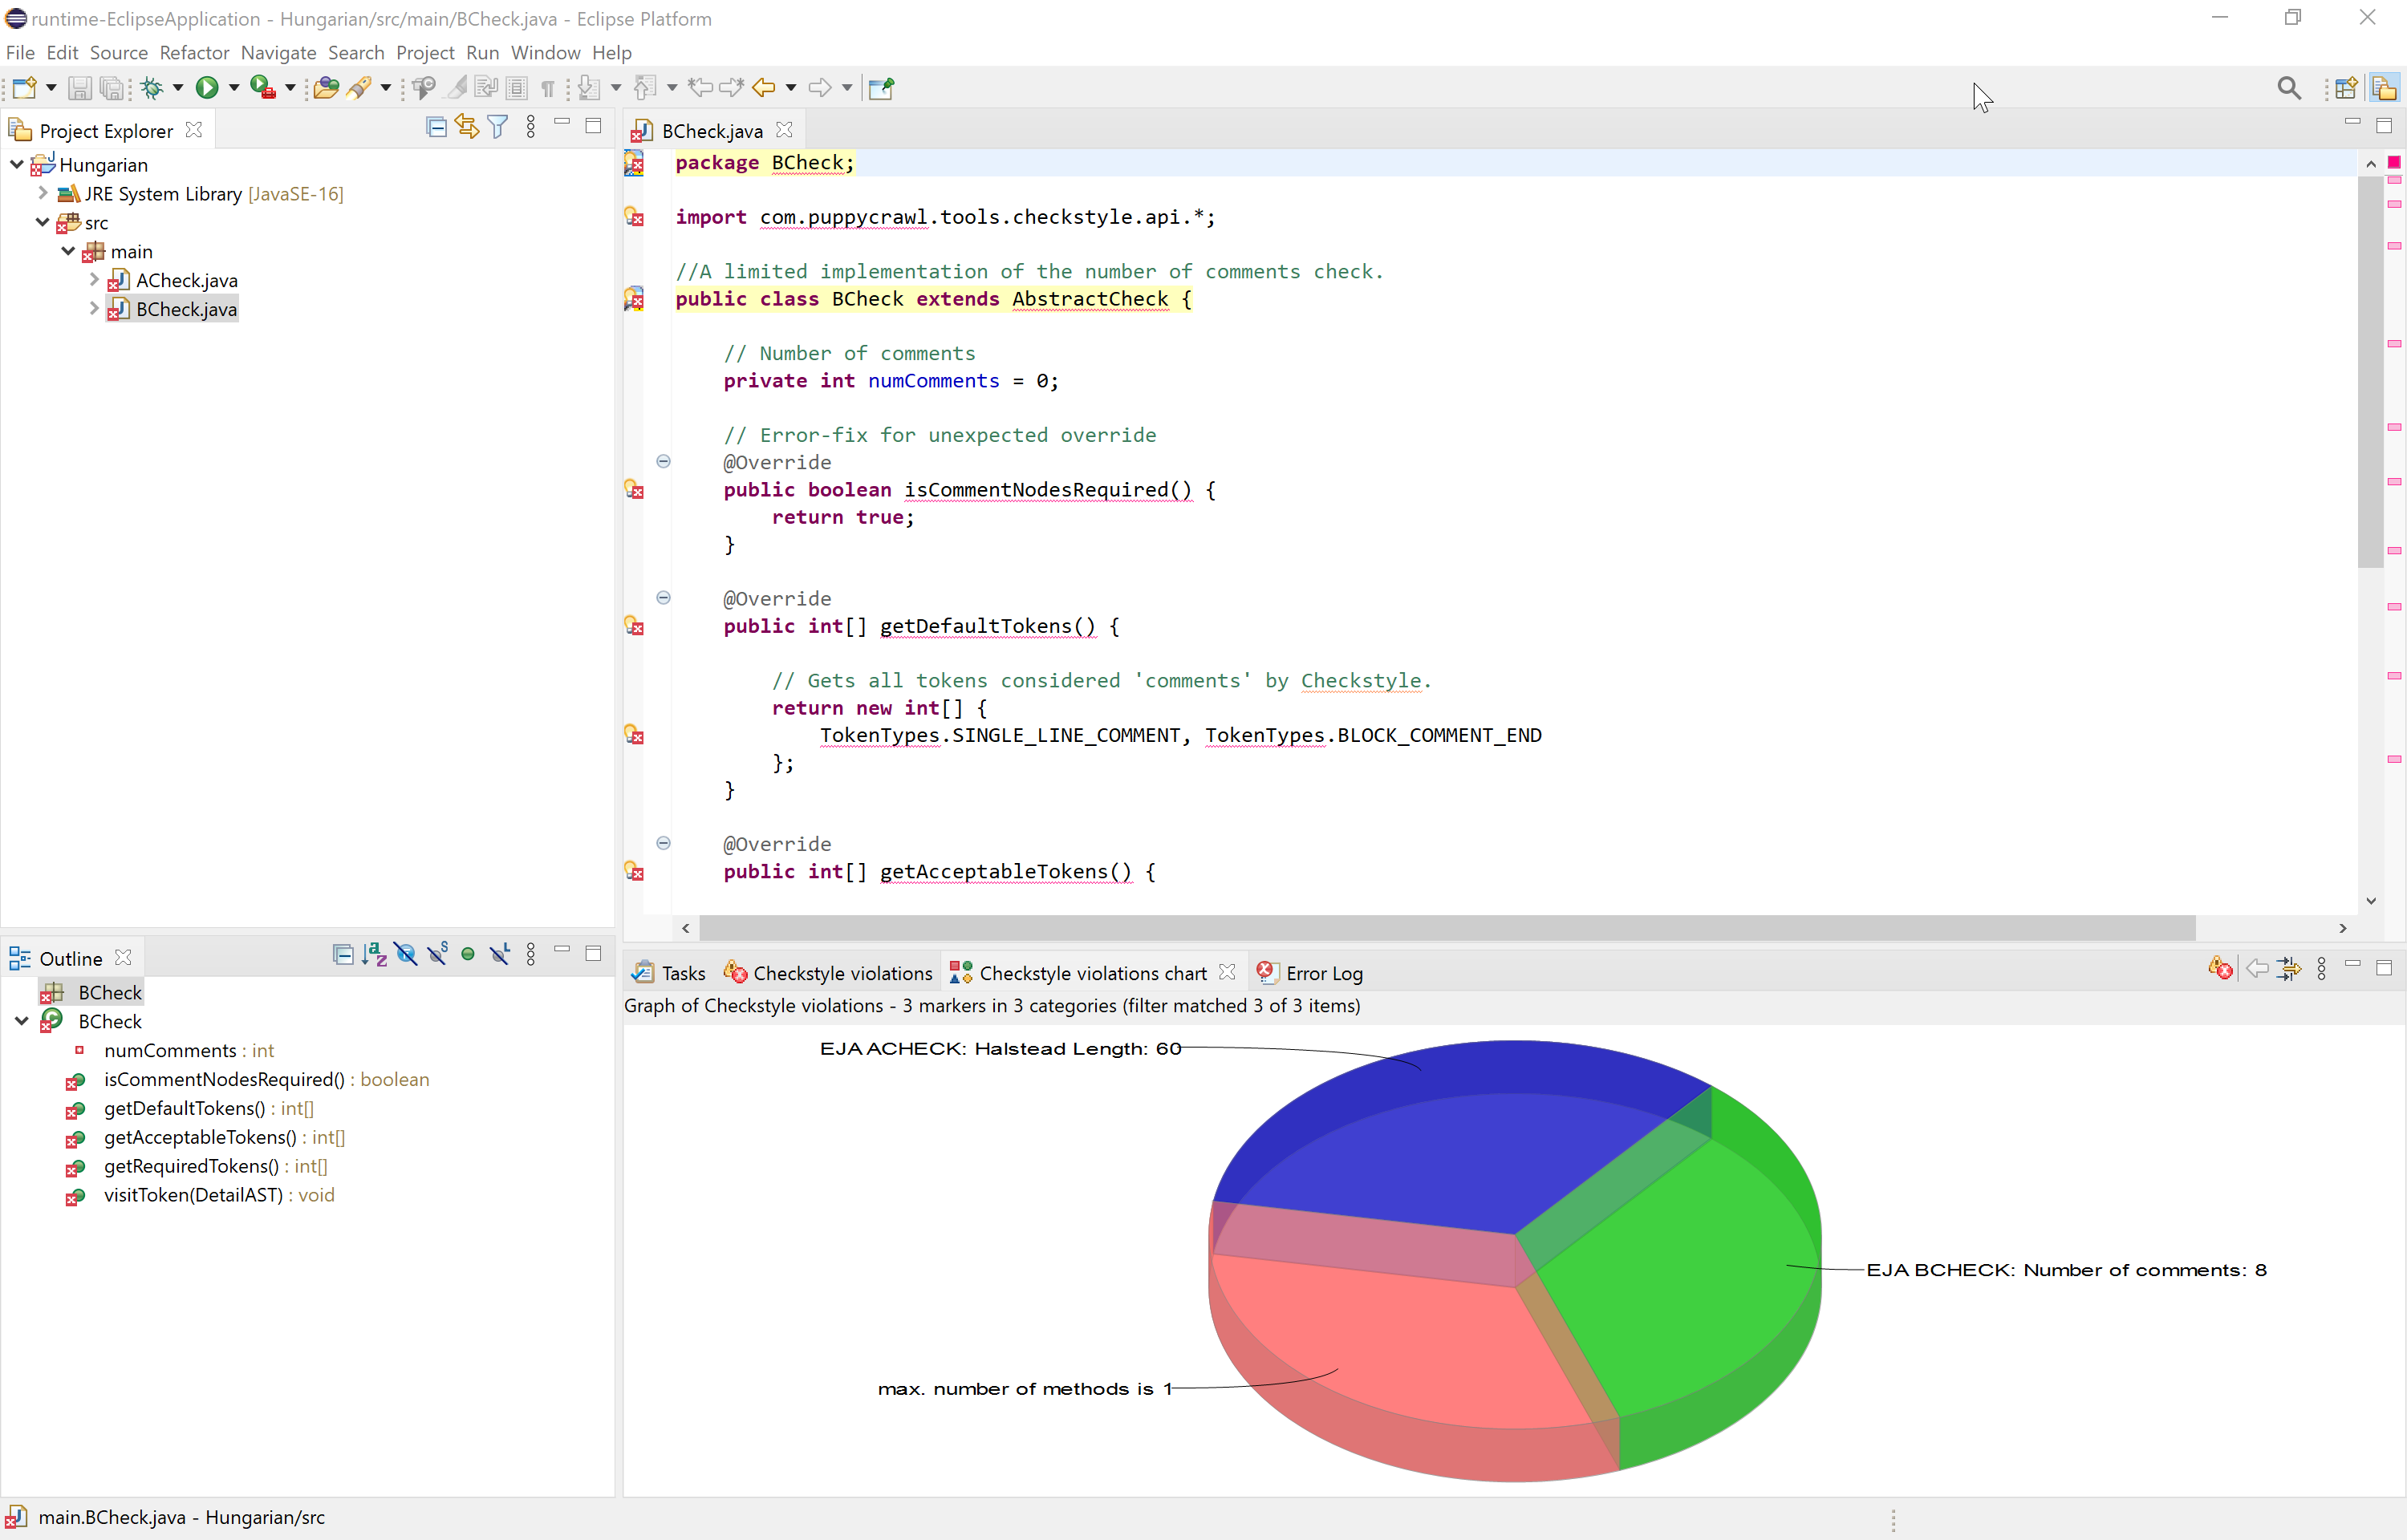 runtime-EclipseApplication - Hungarian/src/main/BCheck.java - Eclipse Platform
File Edit Source Refactor Navigate Search Project Run Window Help
Project Explorer
Hungarian
JRE System Library [JavaSE-16]
src
main
ACheck.java
BCheck.java
BCheck.java
package BCheck;
import com.puppycrawl.tools.checkstyle.api.*;
//A limited implementation of the number of comments check.
public class BCheck extends AbstractCheck {
// Number of comments
private int numComments = 0;
// Error-fix for unexpected override
@Override
public boolean isCommentNodesRequired() {
return true;
}
@Override
public int[] getDefaultTokens() {
// Gets all tokens considered 'comments' by Checkstyle.
return new int[] {
TokenTypes.SINGLE_LINE_COMMENT, TokenTypes.BLOCK_COMMENT_END
};
}
@Override
public int[] getAcceptableTokens() {
Outline
BCheck
BCheck
numComments : int
isCommentNodesRequired() : boolean
getDefaultTokens() : int[]
getAcceptableTokens() : int[]
getRequiredTokens() : int[]
visitToken(DetailAST) : void
Tasks Checkstyle violations Checkstyle violations chart Error Log
Graph of Checkstyle violations - 3 markers in 3 categories (filter matched 3 of 3 items)
EJA ACHECK: Halstead Length: 60
EJA BCHECK: Number of comments: 8
max. number of methods is 1
main.BCheck.java - Hungarian/src